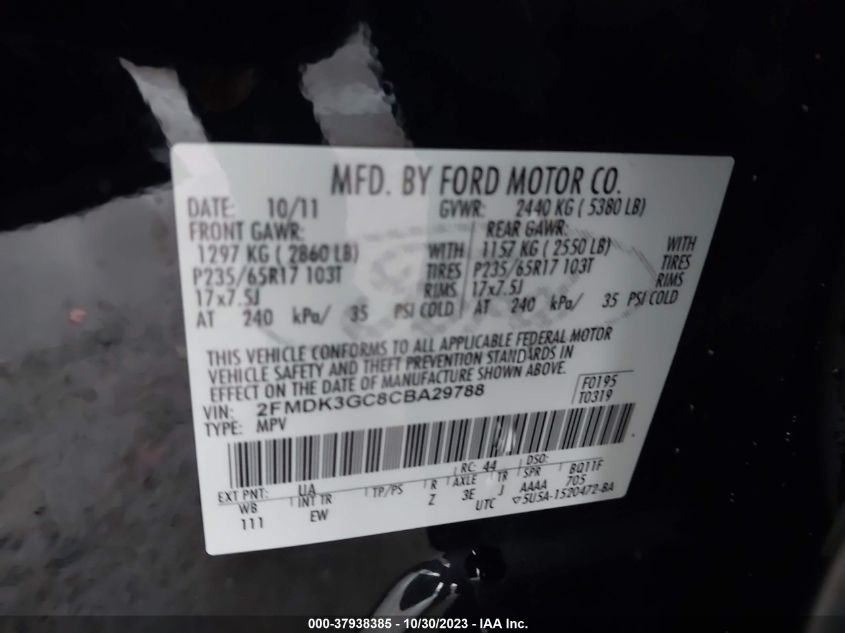 MFD. BY FORD MOTOR CO.
DATE: 10/11 GVWR: 2440 KG ( 5380 LB)
FRONT GAWR: REAR GAWR:
1297 KG ( 2860 LB) WITH 1157 KG ( 2550 LB) WITH
P235/65R17 103T TIRES P235/65R17 103T TIRES
17x7.5J RIMS 17x7.5J RIMS
AT 240 kPa/ 35 PSI COLD AT 240 kPa/ 35 PSI COLD
THIS VEHICLE CONFORMS TO ALL APPLICABLE FEDERAL MOTOR
VEHICLE SAFETY AND THEFT PREVENTION STANDARDS IN
EFFECT ON THE DATE OF MANUFACTURE SHOWN ABOVE.
VIN: 2FMDK3GC8CBA29788 F0195
TYPE: MPV T0319
EXT PNT: UA RC: 44 DSO: BQ11F
WB INT TR TP/PS R AXLE TR SPR 705
111 EW Z 3E J AAAA
UTC 5U5A-1520472-BA
000-37938385 - 10/30/2023 - IAA Inc.